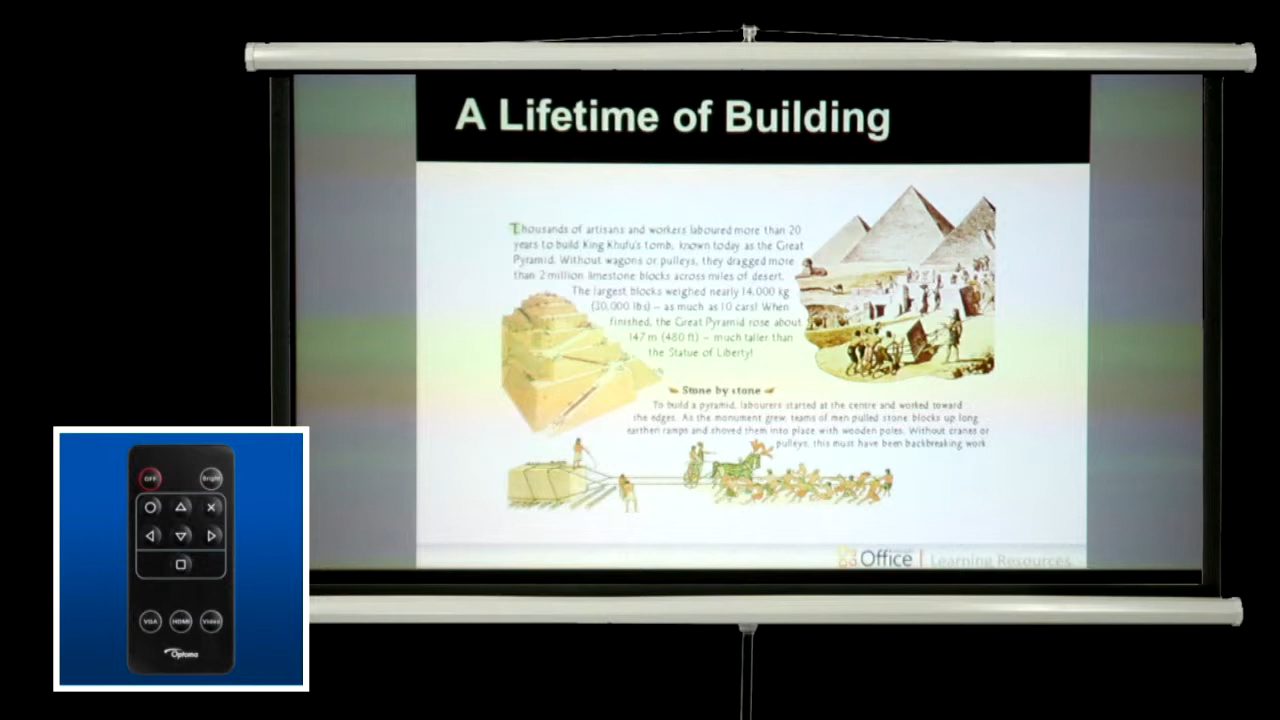 A Lifetime of Building
Thousands of artisans and workers laboured more than 20
years to build King Khufu's tomb, known today as the Great
Pyramid. Without wagons or pulleys, they dragged more
than 2 million limestone blocks across miles of desert.
The largest blocks weighed nearly 14,000 kg
(30,000 lbs) – as much as 10 cars! When
finished, the Great Pyramid rose about
147 m (480 ft) – much taller than
the Statue of Liberty!
Stone by stone
To build a pyramid, labourers started at the centre and worked toward
the edges. As the monument grew, teams of men pulled stone blocks up long
earthen ramps and shoved them into place with wooden poles. Without cranes or
pulleys, this must have been backbreaking work.
Office | Learning Resources
OFF
Bright
VGA HDMI Video
Optoma